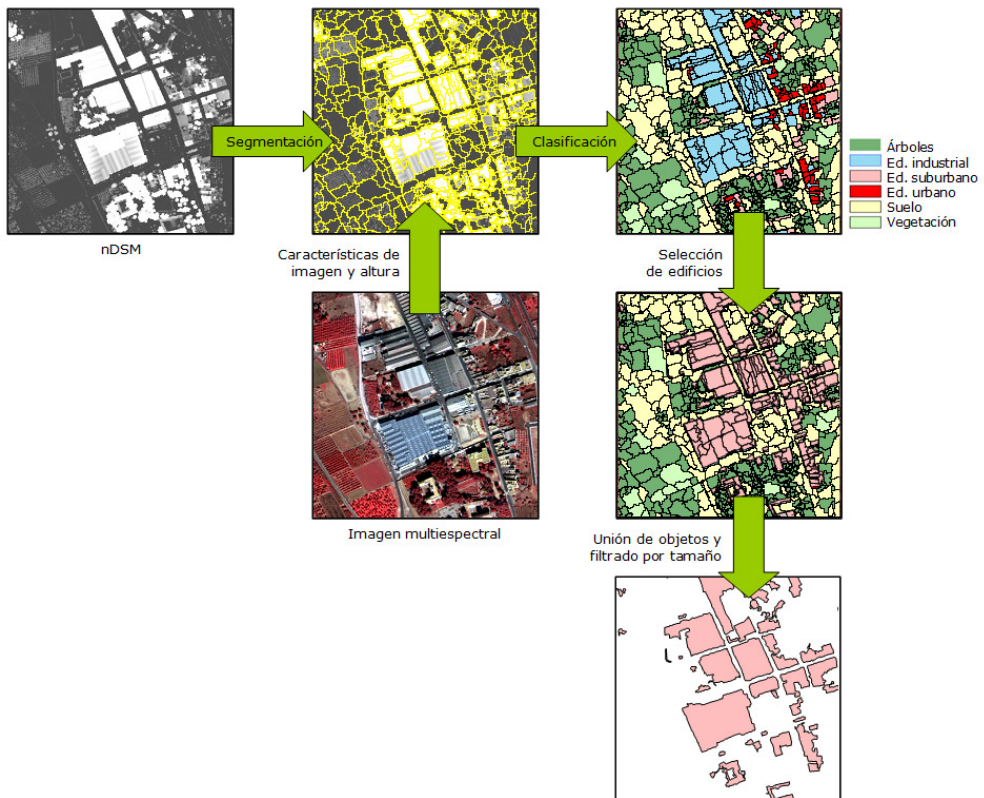 Segmentación
Clasificación
Árboles
Ed. industrial
Ed. suburbano
Ed. urbano
Suelo
Vegetación
nDSM
Características de
imagen y altura
Selección
de edificios
Imagen multiespectral
Unión de objetos y
filtrado por tamaño